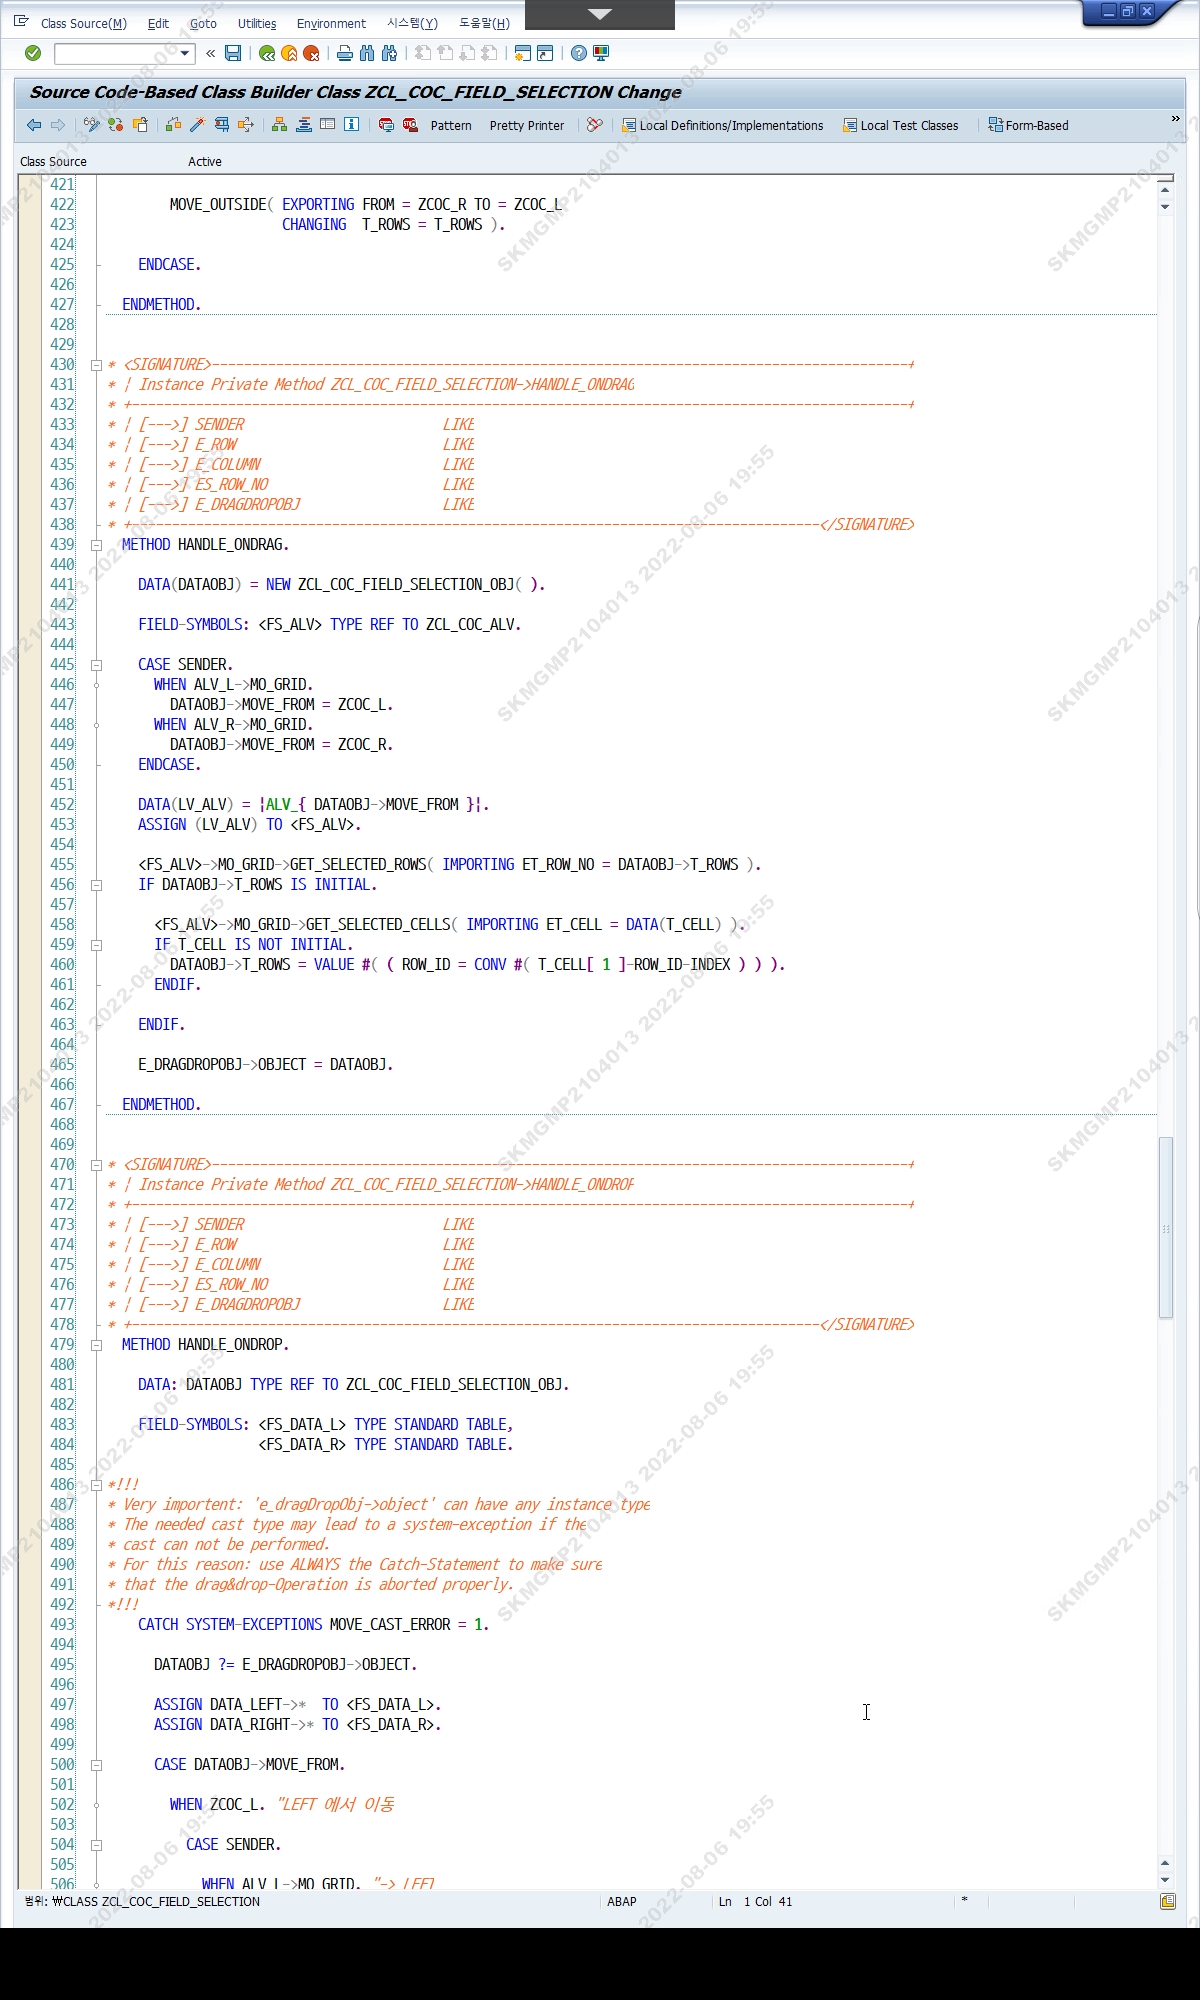 Class Source(M) Edit Goto Utilities Environment 시스템(Y) 도움말(H)
Source Code-Based Class Builder Class ZCL_COC_FIELD_SELECTION Change
Pattern Pretty Printer Local Definitions/Implementations Local Test Classes Form-Based
Class Source Active
421
422 MOVE_OUTSIDE( EXPORTING FROM = ZCOC_R TO = ZCOC_L
423 CHANGING T_ROWS = T_ROWS ).
424
425 ENDCASE.
426
427 ENDMETHOD.
428
429
430 * <SIGNATURE>---------------------------------------------------------------------------------------+
431 * | Instance Private Method ZCL_COC_FIELD_SELECTION->HANDLE_ONDRAG
432 * +-------------------------------------------------------------------------------------------------+
433 * | [--->] SENDER LIKE
434 * | [--->] E_ROW LIKE
435 * | [--->] E_COLUMN LIKE
436 * | [--->] ES_ROW_NO LIKE
437 * | [--->] E_DRAGDROPOBJ LIKE
438 * +--------------------------------------------------------------------------------------</SIGNATURE>
439 METHOD HANDLE_ONDRAG.
440
441 DATA(DATAOBJ) = NEW ZCL_COC_FIELD_SELECTION_OBJ( ).
442
443 FIELD-SYMBOLS: <FS_ALV> TYPE REF TO ZCL_COC_ALV.
444
445 CASE SENDER.
446 WHEN ALV_L->MO_GRID.
447 DATAOBJ->MOVE_FROM = ZCOC_L.
448 WHEN ALV_R->MO_GRID.
449 DATAOBJ->MOVE_FROM = ZCOC_R.
450 ENDCASE.
451
452 DATA(LV_ALV) = |ALV_{ DATAOBJ->MOVE_FROM }|.
453 ASSIGN (LV_ALV) TO <FS_ALV>.
454
455 <FS_ALV>->MO_GRID->GET_SELECTED_ROWS( IMPORTING ET_ROW_NO = DATAOBJ->T_ROWS ).
456 IF DATAOBJ->T_ROWS IS INITIAL.
457
458 <FS_ALV>->MO_GRID->GET_SELECTED_CELLS( IMPORTING ET_CELL = DATA(T_CELL) ).
459 IF T_CELL IS NOT INITIAL.
460 DATAOBJ->T_ROWS = VALUE #( ( ROW_ID = CONV #( T_CELL[ 1 ]-ROW_ID-INDEX ) ) ).
461 ENDIF.
462
463 ENDIF.
464
465 E_DRAGDROPOBJ->OBJECT = DATAOBJ.
466
467 ENDMETHOD.
468
469
470 * <SIGNATURE>---------------------------------------------------------------------------------------+
471 * | Instance Private Method ZCL_COC_FIELD_SELECTION->HANDLE_ONDROP
472 * +-------------------------------------------------------------------------------------------------+
473 * | [--->] SENDER LIKE
474 * | [--->] E_ROW LIKE
475 * | [--->] E_COLUMN LIKE
476 * | [--->] ES_ROW_NO LIKE
477 * | [--->] E_DRAGDROPOBJ LIKE
478 * +--------------------------------------------------------------------------------------</SIGNATURE>
479 METHOD HANDLE_ONDROP.
480
481 DATA: DATAOBJ TYPE REF TO ZCL_COC_FIELD_SELECTION_OBJ.
482
483 FIELD-SYMBOLS: <FS_DATA_L> TYPE STANDARD TABLE,
484 <FS_DATA_R> TYPE STANDARD TABLE.
485
486 *!!!
487 * Very importent: 'e_dragDropObj->object' can have any instance type
488 * The needed cast type may lead to a system-exception if the
489 * cast can not be performed.
490 * For this reason: use ALWAYS the Catch-Statement to make sure
491 * that the drag&drop-Operation is aborted properly.
492 *!!!
493 CATCH SYSTEM-EXCEPTIONS MOVE_CAST_ERROR = 1.
494
495 DATAOBJ ?= E_DRAGDROPOBJ->OBJECT.
496
497 ASSIGN DATA_LEFT->* TO <FS_DATA_L>.
498 ASSIGN DATA_RIGHT->* TO <FS_DATA_R>.
499
500 CASE DATAOBJ->MOVE_FROM.
501
502 WHEN ZCOC_L. "LEFT 에서 이동
503
504 CASE SENDER.
505
506 WHEN ALV_L->MO_GRID. "-> LEFT
범위: ₩CLASS ZCL_COC_FIELD_SELECTION ABAP Ln 1 Col 41 *
SKMGMP2104013 2022-08-06 19:55